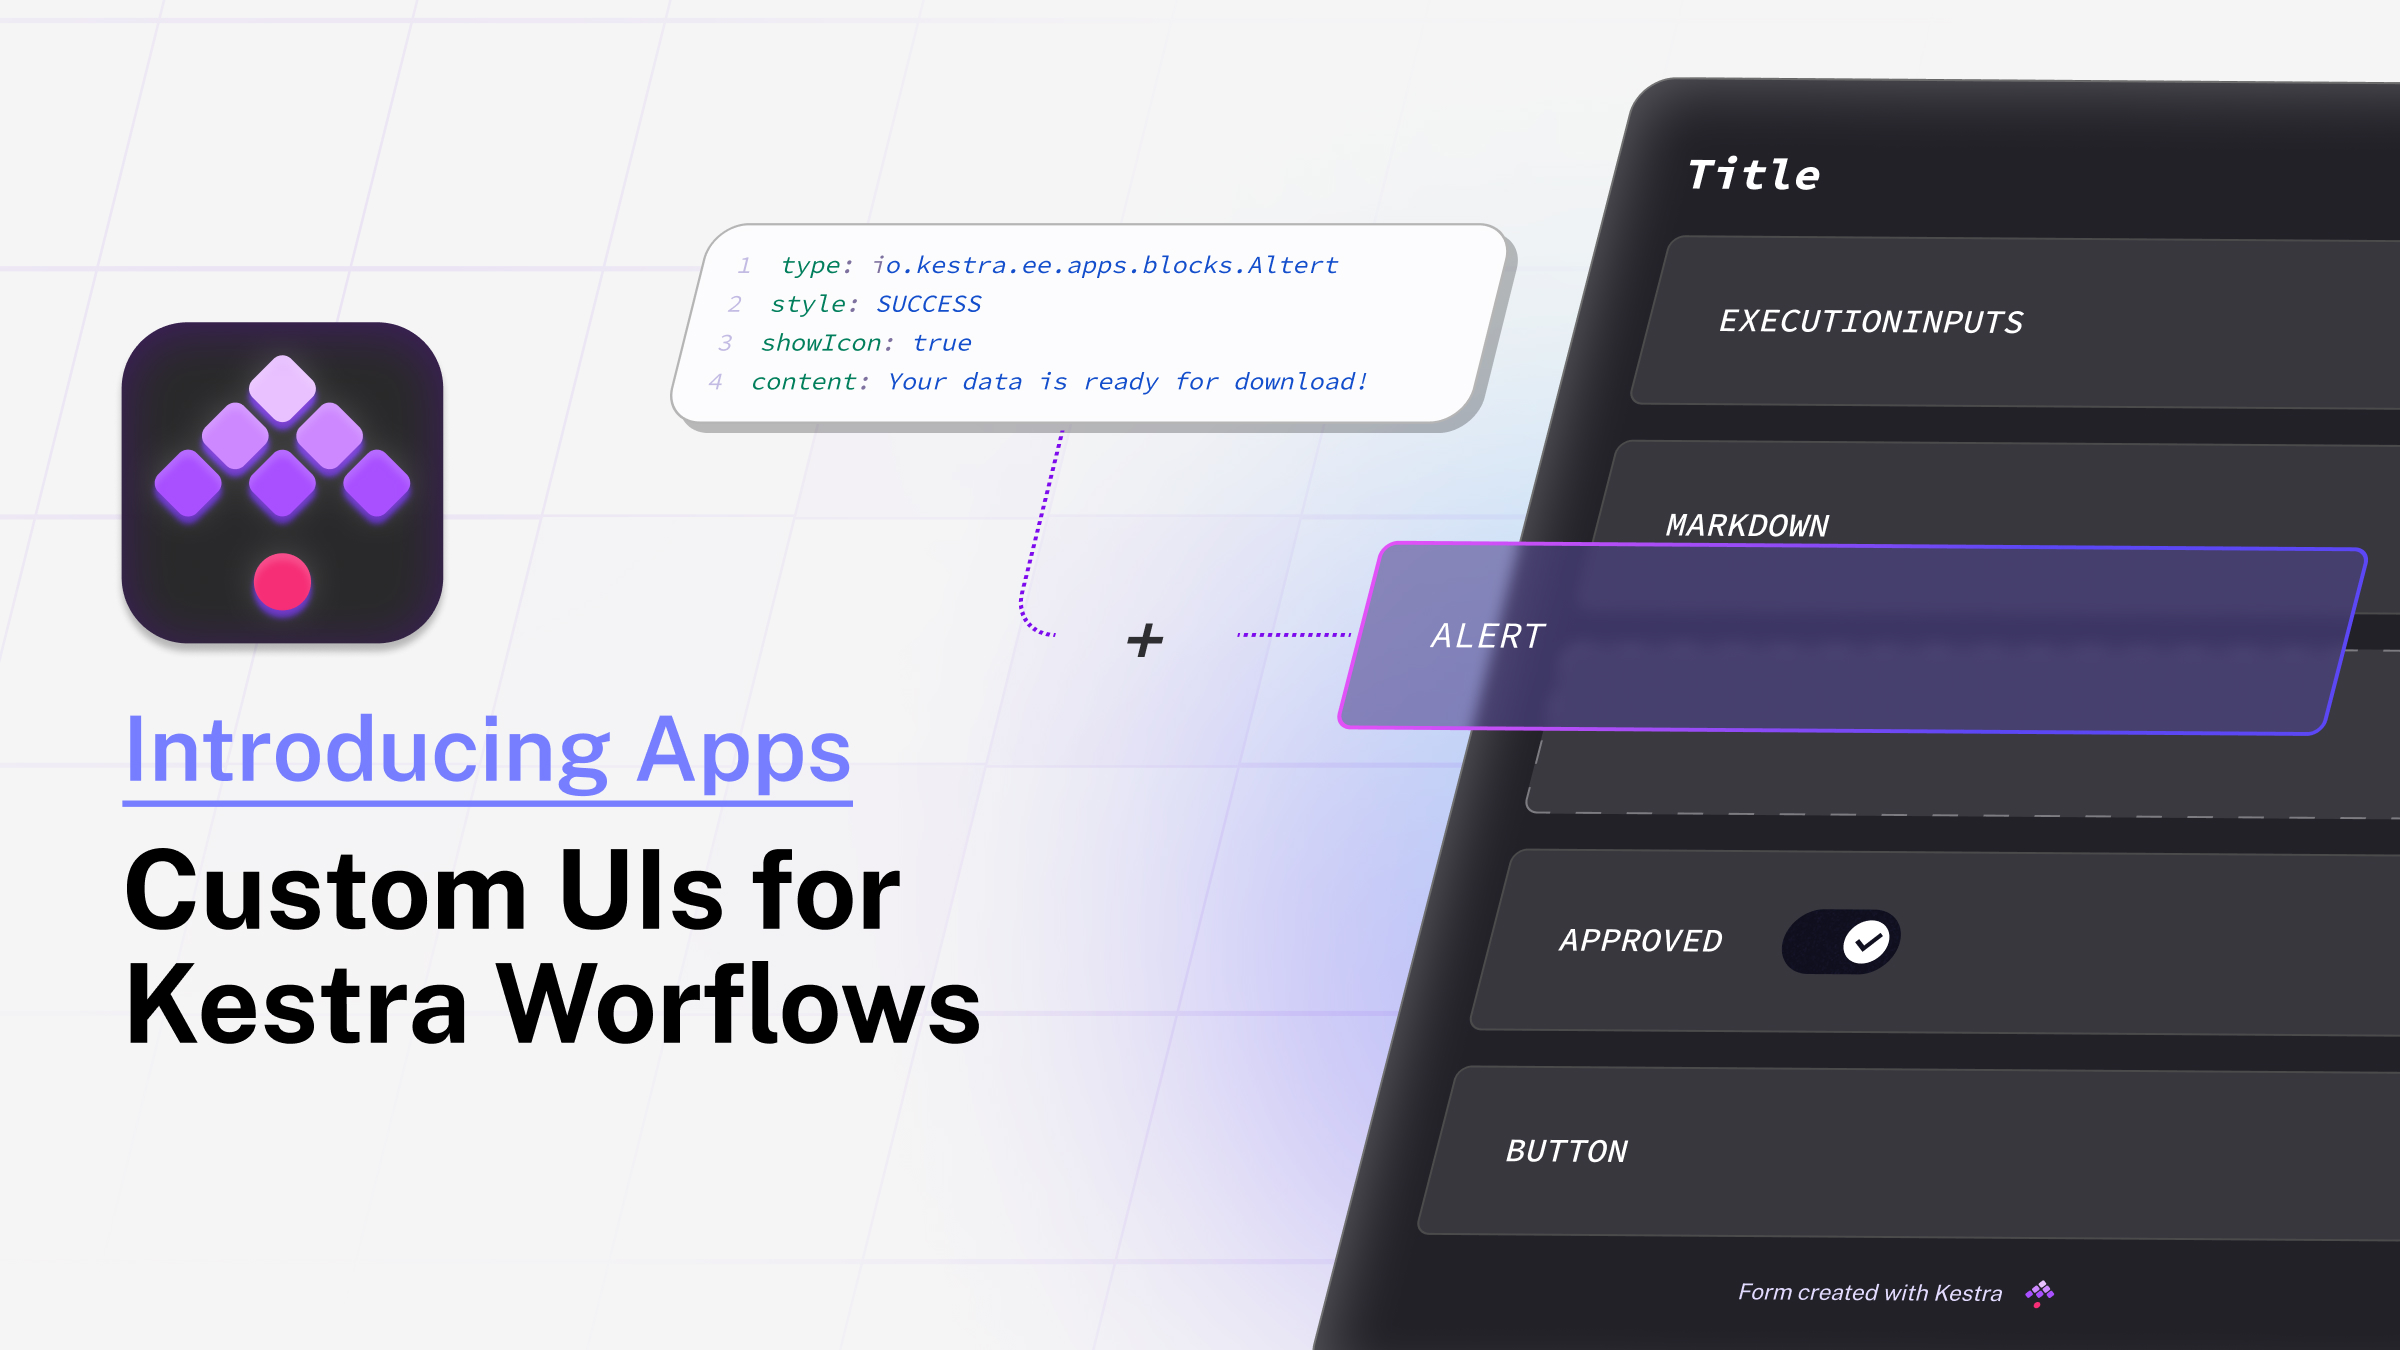 Introducing Apps
Custom UIs for
Kestra Worflows
1 type: io.kestra.ee.apps.blocks.Altert
2 style: SUCCESS
3 showIcon: true
4 content: Your data is ready for download!
+
Title
EXECUTIONINPUTS
MARKDOWN
ALERT
APPROVED
BUTTON
Form created with Kestra